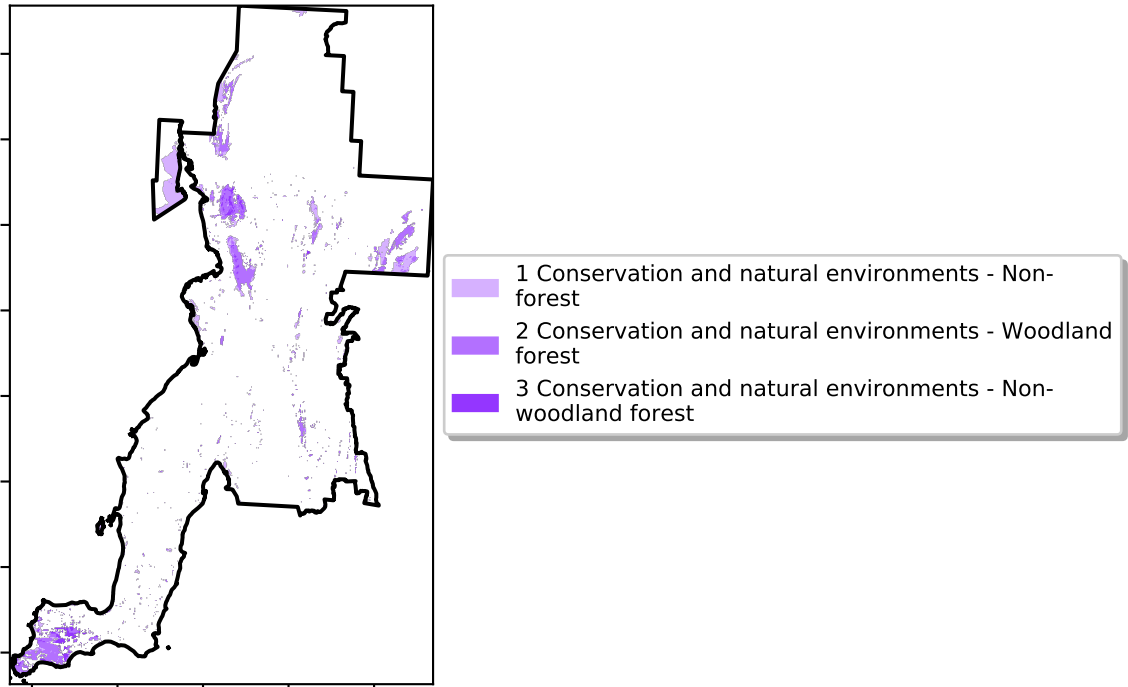 1 Conservation and natural environments - Non-
forest
2 Conservation and natural environments - Woodland
forest
3 Conservation and natural environments - Non-
woodland forest